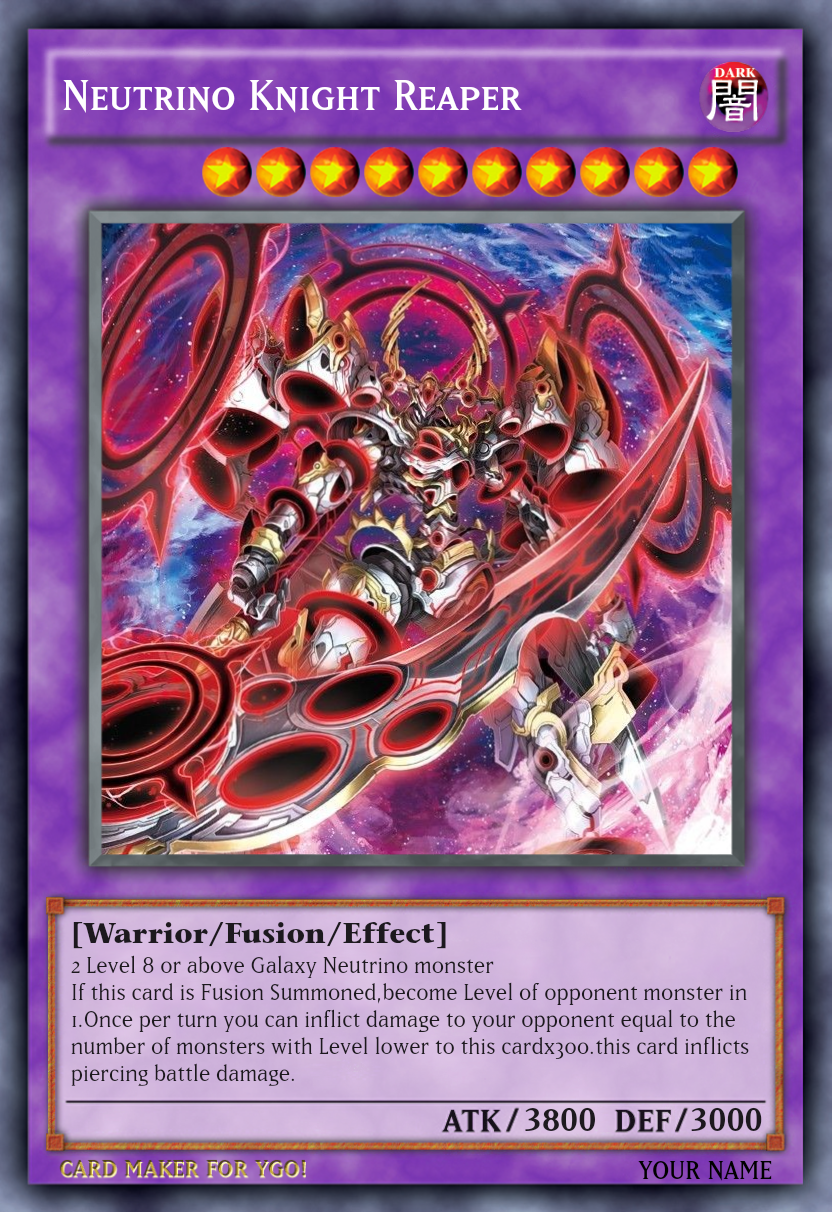 Neutrino Knight Reaper
DARK
闇
[Warrior/Fusion/Effect]
2 Level 8 or above Galaxy Neutrino monster
If this card is Fusion Summoned,become Level of opponent monster in
1.Once per turn you can inflict damage to your opponent equal to the
number of monsters with Level lower to this cardx300.this card inflicts
piercing battle damage.
ATK/3800 DEF/3000
CARD MAKER FOR YGO! YOUR NAME